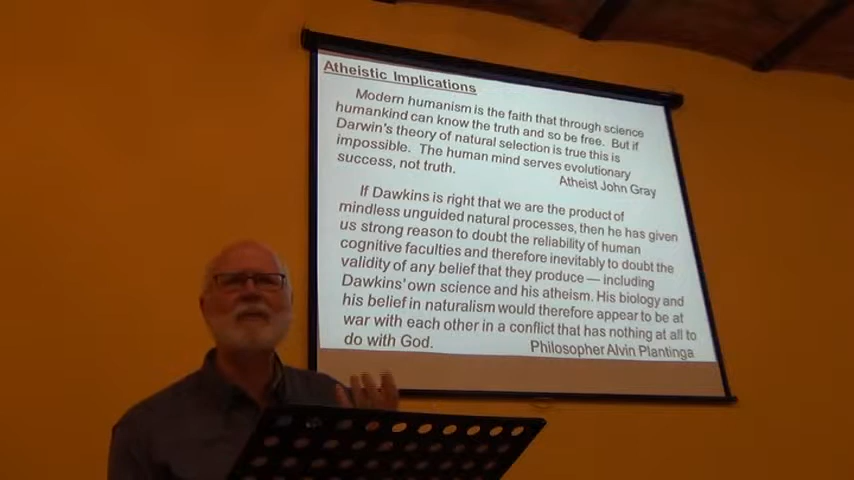 Atheistic Implications
Modern humanism is the faith that through science
humankind can know the truth and so be free. But if
Darwin's theory of natural selection is true this is
impossible. The human mind serves evolutionary
success, not truth.
Atheist John Gray
If Dawkins is right that we are the product of
mindless unguided natural processes, then he has given
us strong reason to doubt the reliability of human
cognitive faculties and therefore inevitably to doubt the
validity of any belief that they produce — including
Dawkins' own science and his atheism. His biology and
his belief in naturalism would therefore appear to be at
war with each other in a conflict that has nothing at all to
do with God.
Philosopher Alvin Plantinga